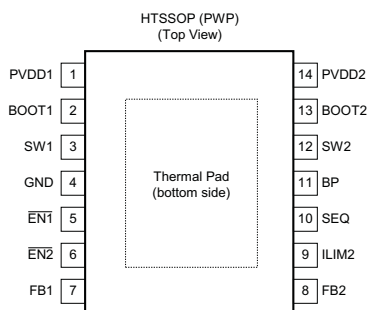 HTSSOP (PWP)
(Top View)
PVDD1 1
14 PVDD2
BOOT1 2
13 BOOT2
SW1 3
12 SW2
GND 4
Thermal Pad
(bottom side)
11 BP
EN1 5
10 SEQ
EN2 6
9 ILIM2
FB1 7
8 FB2